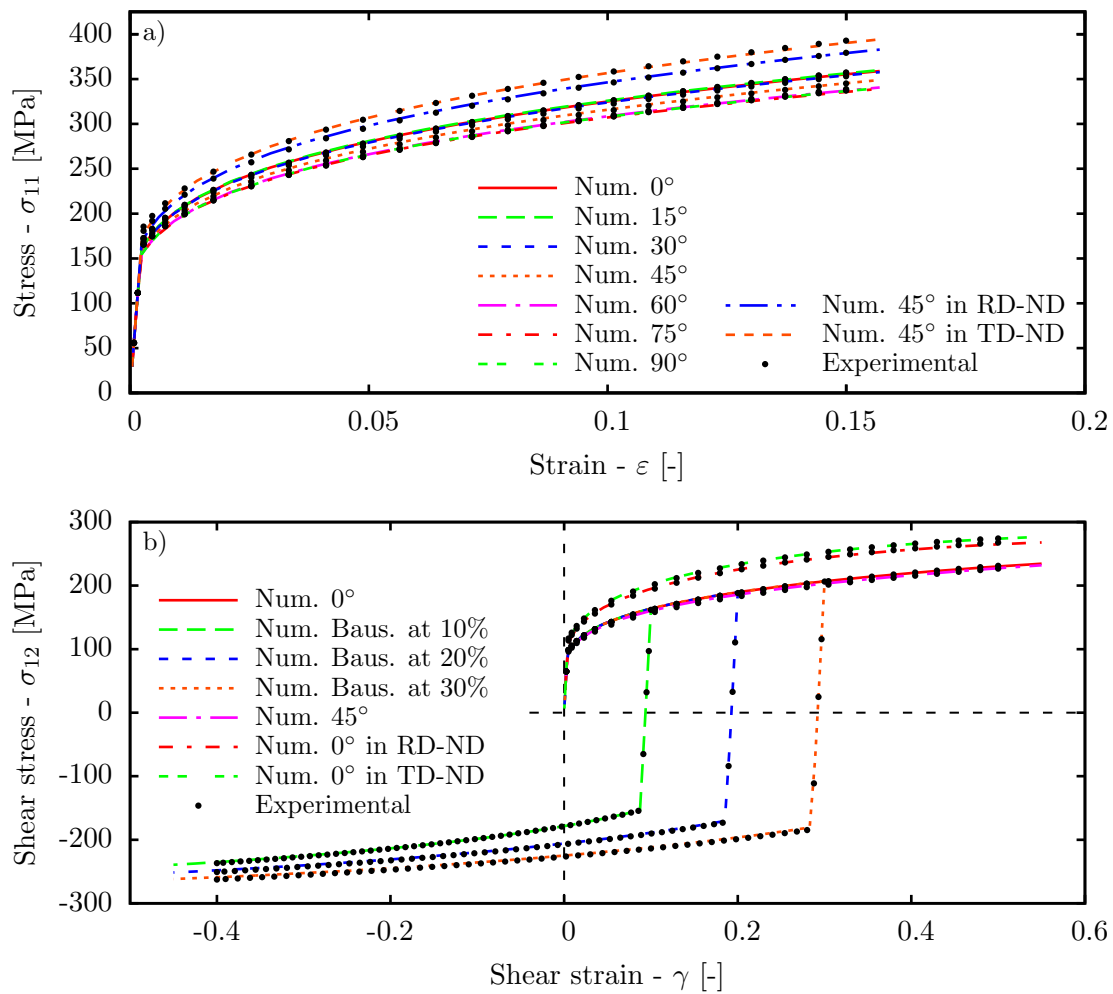 a)
Stress - σ11 [MPa]
400
350
300
250
200
150
100
50
0
0
0.05
0.1
0.15
0.2
Strain - ε [-]
Num. 0°
Num. 15°
Num. 30°
Num. 45°
Num. 60°
Num. 75°
Num. 90°
Num. 45° in RD-ND
Num. 45° in TD-ND
Experimental
b)
Shear stress - σ12 [MPa]
300
200
100
0
-100
-200
-300
-0.4
-0.2
0
0.2
0.4
0.6
Shear strain - γ [-]
Num. 0°
Num. Baus. at 10%
Num. Baus. at 20%
Num. Baus. at 30%
Num. 45°
Num. 0° in RD-ND
Num. 0° in TD-ND
Experimental